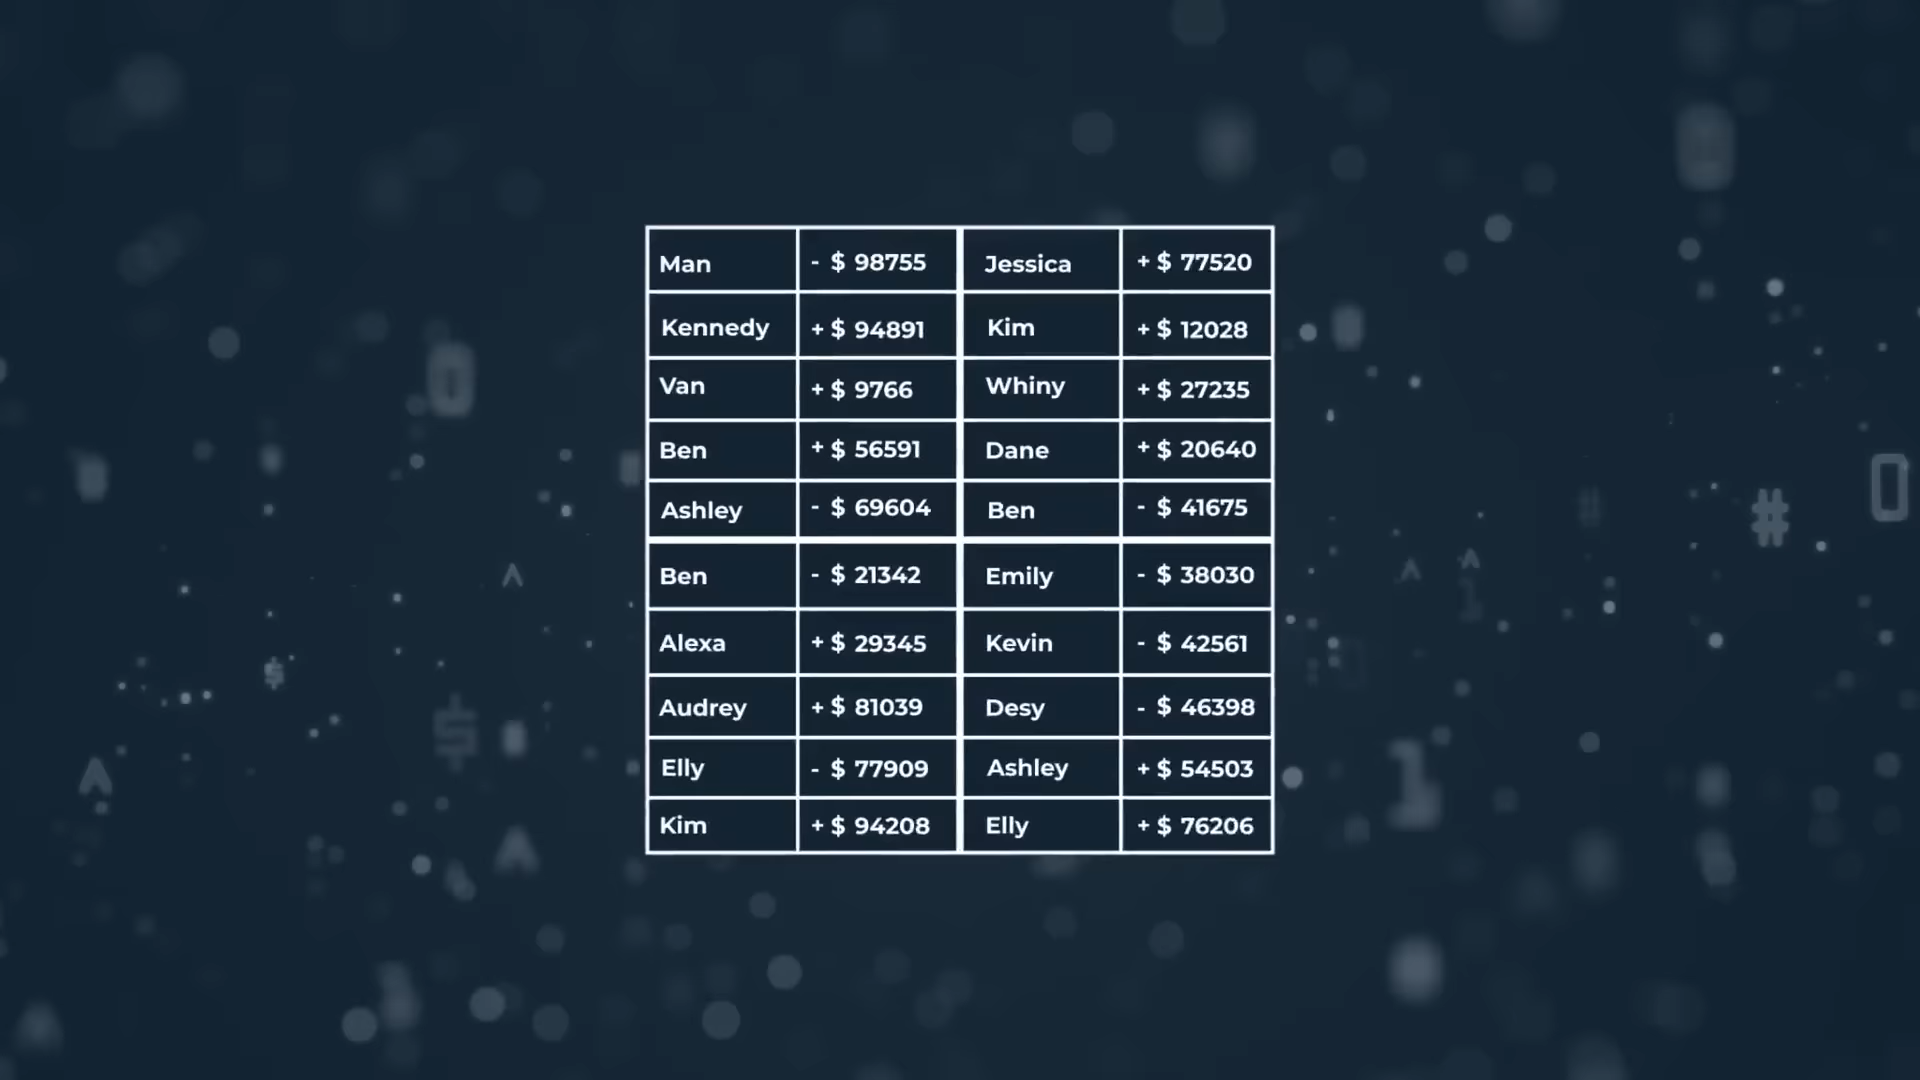 Man - $ 98755 Jessica + $ 77520
Kennedy + $ 94891 Kim + $ 12028
Van + $ 9766 Whiny + $ 27235
Ben + $ 56591 Dane + $ 20640
Ashley - $ 69604 Ben - $ 41675
Ben - $ 21342 Emily - $ 38030
Alexa + $ 29345 Kevin - $ 42561
Audrey + $ 81039 Desy - $ 46398
Elly - $ 77909 Ashley + $ 54503
Kim + $ 94208 Elly + $ 76206